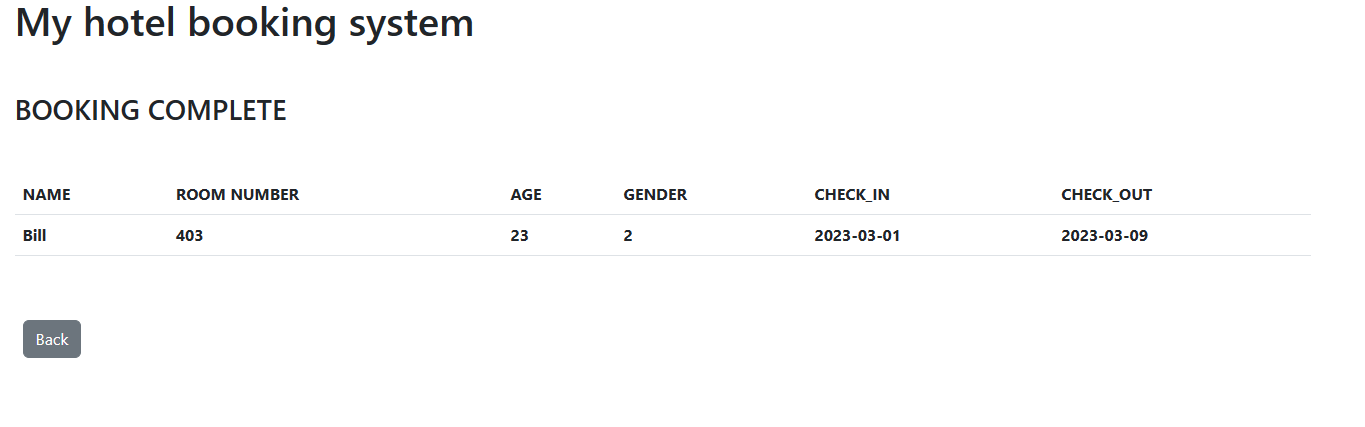 My hotel booking system
BOOKING COMPLETE
NAME ROOM NUMBER AGE GENDER CHECK_IN CHECK_OUT
Bill 403 23 2 2023-03-01 2023-03-09
Back